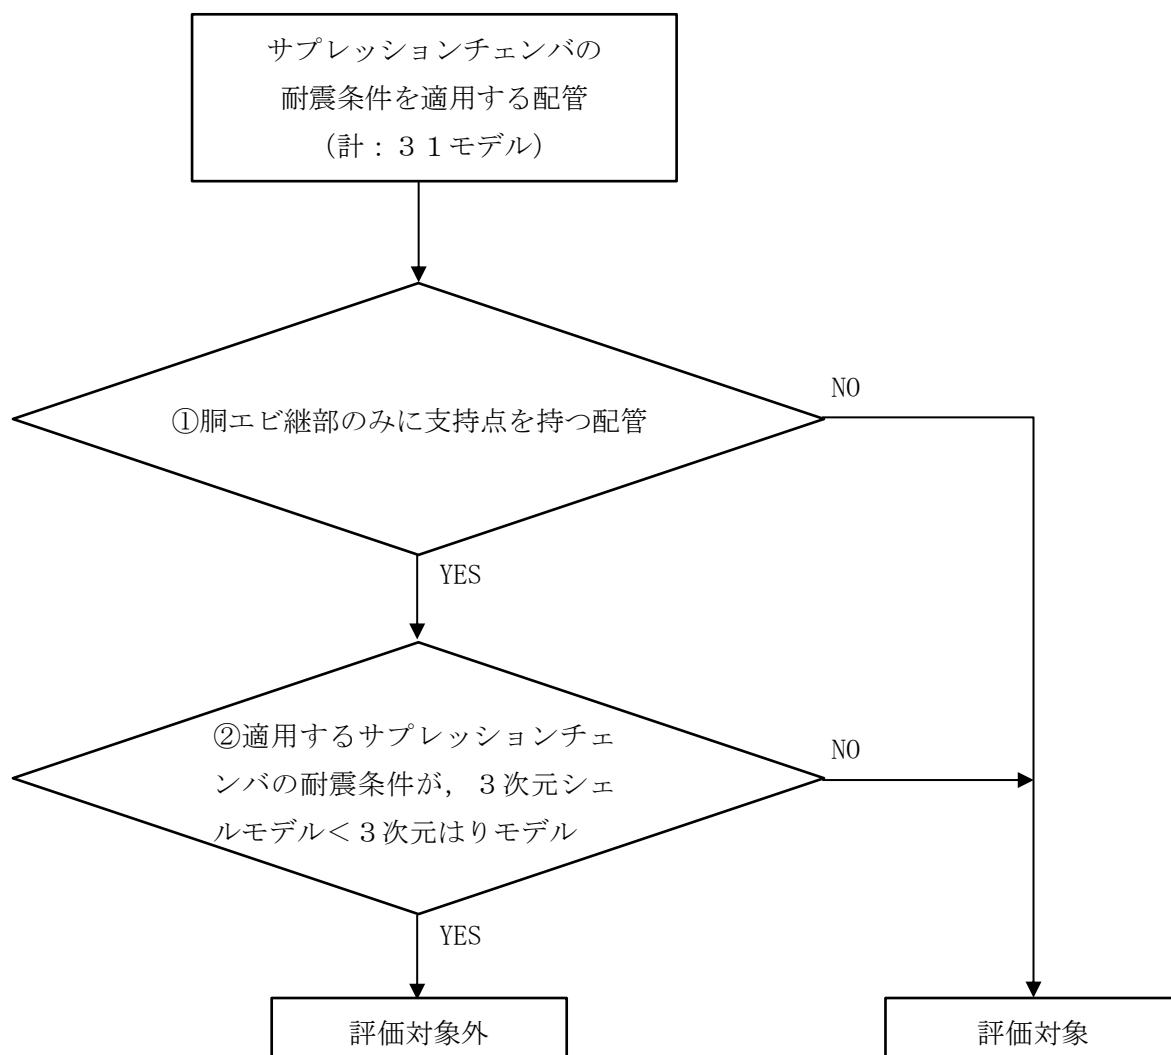 サプレッションチェンバの
耐震条件を適用する配管
（計：３１モデル）
①胴エビ継部のみに支持点を持つ配管
NO
YES
②適用するサプレッションチェ
ンバの耐震条件が，３次元シェ
ルモデル＜３次元はりモデル
NO
YES
評価対象外
評価対象